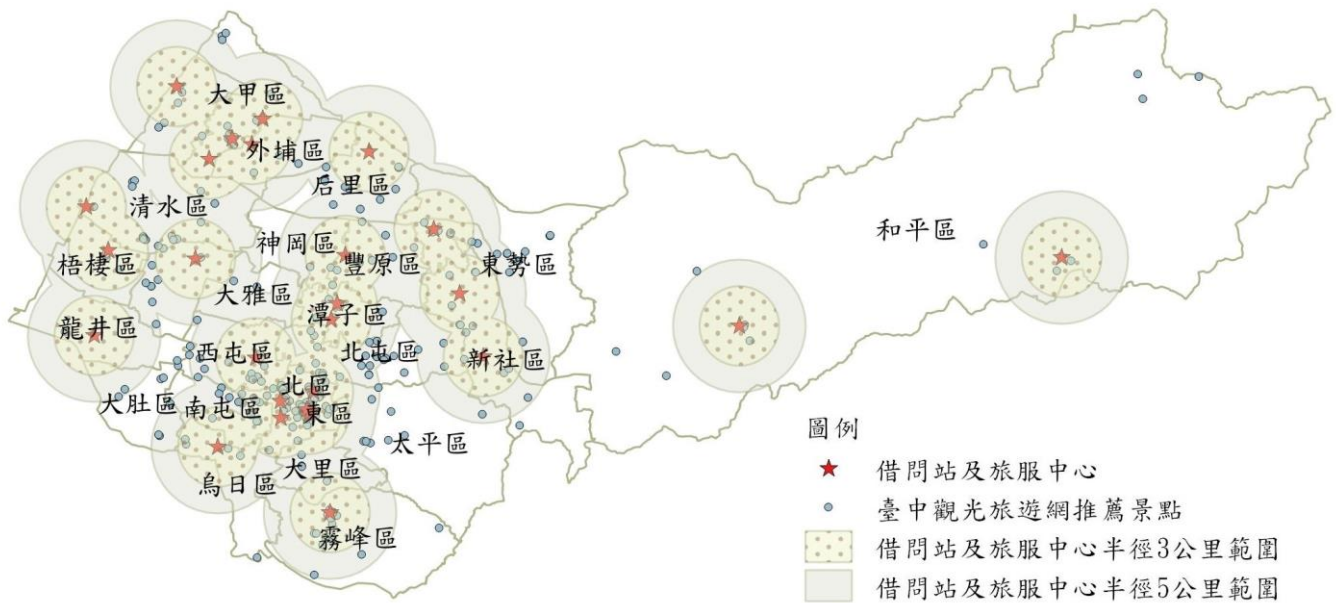 大甲區
外埔區
后里區
清水區
和平區
神岡區
豐原區
東勢區
梧棲區
大雅區
潭子區
龍井區
西屯區
北屯區
新社區
北區
大肚區
南屯區
東區
太平區
大里區
烏日區
霧峰區
圖例
借問站及旅服中心
臺中觀光旅遊網推薦景點
借問站及旅服中心半徑3公里範圍
借問站及旅服中心半徑5公里範圍